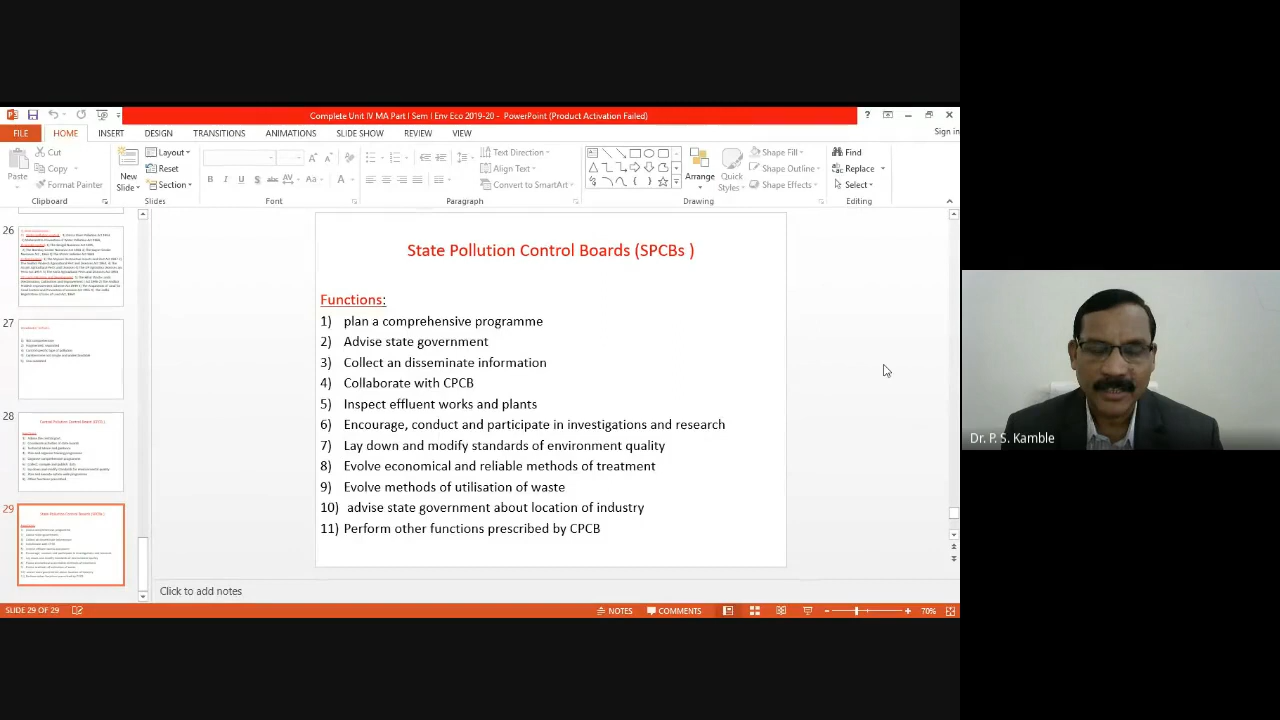 Complete Unit IV MA Part I Sem I Env Eco 2019-20 - PowerPoint (Product Activation Failed)
FILE HOME INSERT DESIGN TRANSITIONS ANIMATIONS SLIDE SHOW REVIEW VIEW Sign in
Paste Cut Copy Format Painter
New Slide Layout Reset Section
Text Direction Align Text Convert to SmartArt
Arrange Quick Styles Shape Fill Shape Outline Shape Effects
Find Replace Select
Clipboard Slides Font Paragraph Drawing Editing
26
27
28
29
State Pollution Control Boards (SPCBs )
Functions:
1) plan a comprehensive programme
2) Advise state government
3) Collect an disseminate information
4) Collaborate with CPCB
5) Inspect effluent works and plants
6) Encourage, conduct and participate in investigations and research
7) Lay down and modify standards of environment quality
8) Evolve economical and reliable methods of treatment
9) Evolve methods of utilisation of waste
10) advise state government about location of industry
11) Perform other functions prescribed by CPCB
Click to add notes
SLIDE 29 OF 29 NOTES COMMENTS 70%
Dr. P. S. Kamble